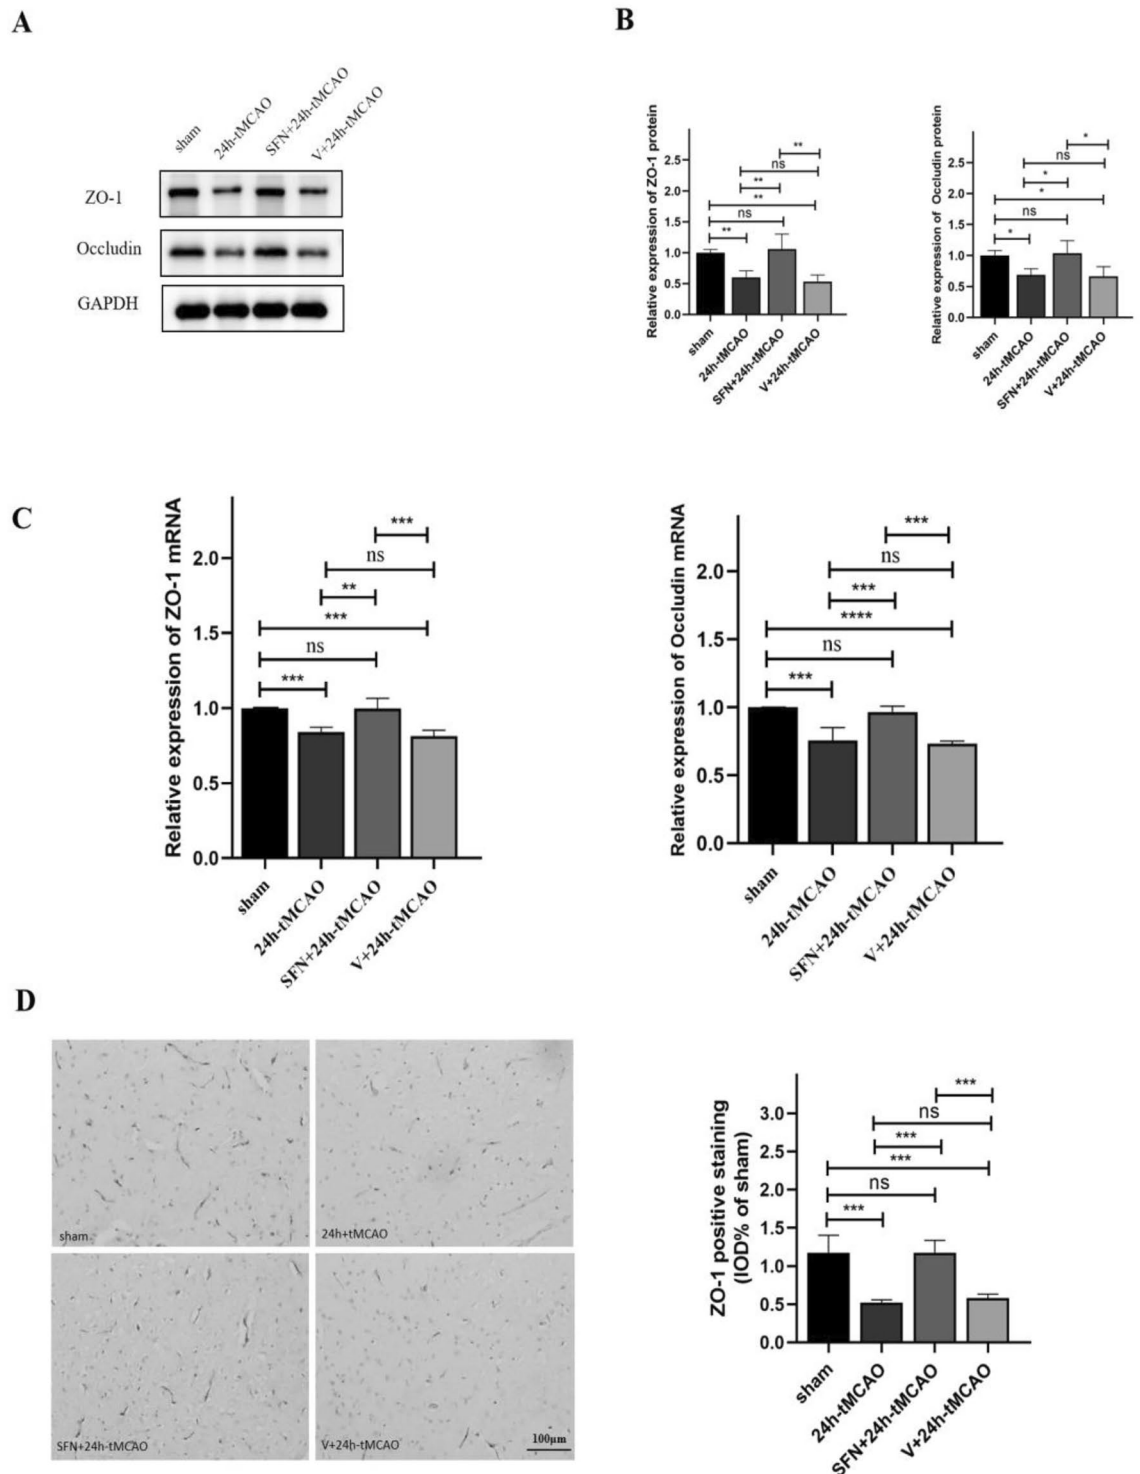 A
sham
24h-tMCAO
SFN+24h-tMCAO
V+24h-tMCAO
ZO-1
Occludin
GAPDH
B
Relative expression of ZO-1 protein
2.5
2.0
1.5
1.0
0.5
0.0
**
ns
**
**
ns
**
sham
24h-tMCAO
SFN+24h-tMCAO
V+24h-tMCAO
Relative expression of Occludin protein
2.5
2.0
1.5
1.0
0.5
0.0
*
ns
*
*
ns
*
sham
24h-tMCAO
SFN+24h-tMCAO
V+24h-tMCAO
C
Relative expression of ZO-1 mRNA
2.0
1.5
1.0
0.5
0.0
***
ns
**
***
ns
***
sham
24h-tMCAO
SFN+24h-tMCAO
V+24h-tMCAO
Relative expression of Occludin mRNA
2.0
1.5
1.0
0.5
0.0
***
ns
***
****
ns
***
sham
24h-tMCAO
SFN+24h-tMCAO
V+24h-tMCAO
D
sham
24h+tMCAO
SFN+24h-tMCAO
V+24h-tMCAO
100μm
ZO-1 positive staining
(IOD% of sham)
3.0
2.5
2.0
1.5
1.0
0.5
0.0
***
ns
***
***
ns
***
sham
24h-tMCAO
SFN+24h-tMCAO
V+24h-tMCAO